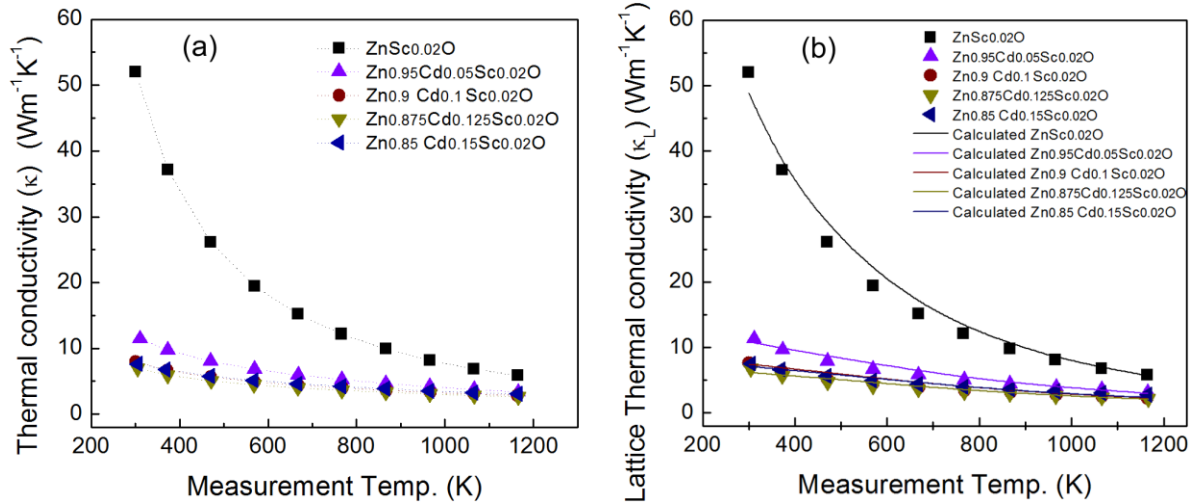 (a)
Thermal conductivity (κ) (Wm⁻¹K⁻¹)
60
50
40
30
20
10
0
ZnSc0.02O
Zn0.95Cd0.05Sc0.02O
Zn0.9 Cd0.1 Sc0.02O
Zn0.875Cd0.125Sc0.02O
Zn0.85 Cd0.15Sc0.02O
200 400 600 800 1000 1200
Measurement Temp. (K)
(b)
Lattice Thermal conductivity (κL) (Wm⁻¹K⁻¹)
60
50
40
30
20
10
0
ZnSc0.02O
Zn0.95Cd0.05Sc0.02O
Zn0.9 Cd0.1 Sc0.02O
Zn0.875Cd0.125Sc0.02O
Zn0.85 Cd0.15Sc0.02O
Calculated ZnSc0.02O
Calculated Zn0.95Cd0.05Sc0.02O
Calculated Zn0.9 Cd0.1 Sc0.02O
Calculated Zn0.875Cd0.125Sc0.02O
Calculated Zn0.85 Cd0.15Sc0.02O
200 400 600 800 1000 1200
Measurement Temp. (K)